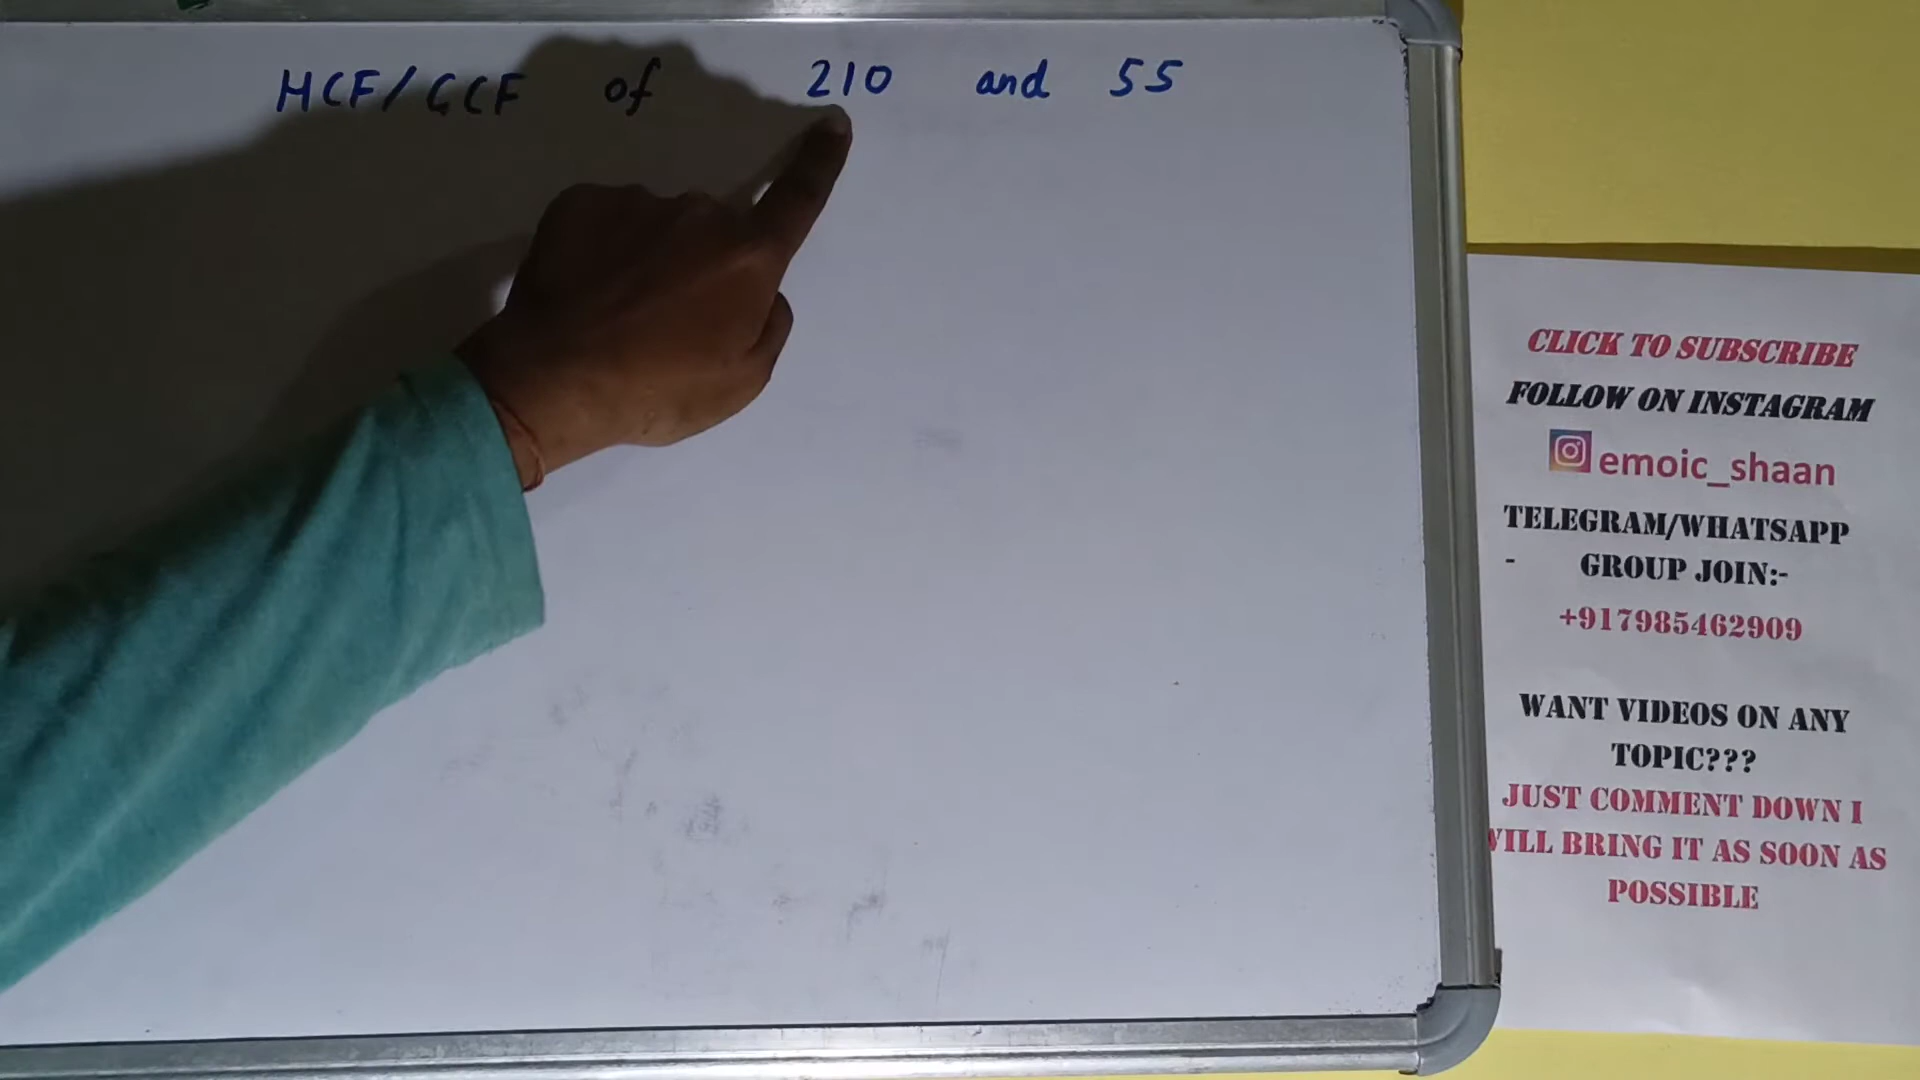 HCF/GCF of 210 and 55
CLICK TO SUBSCRIBE
FOLLOW ON INSTAGRAM
emoic_shaan
TELEGRAM/WHATSAPP
- GROUP JOIN:-
+917985462909
WANT VIDEOS ON ANY
TOPIC???
JUST COMMENT DOWN I
WILL BRING IT AS SOON AS
POSSIBLE